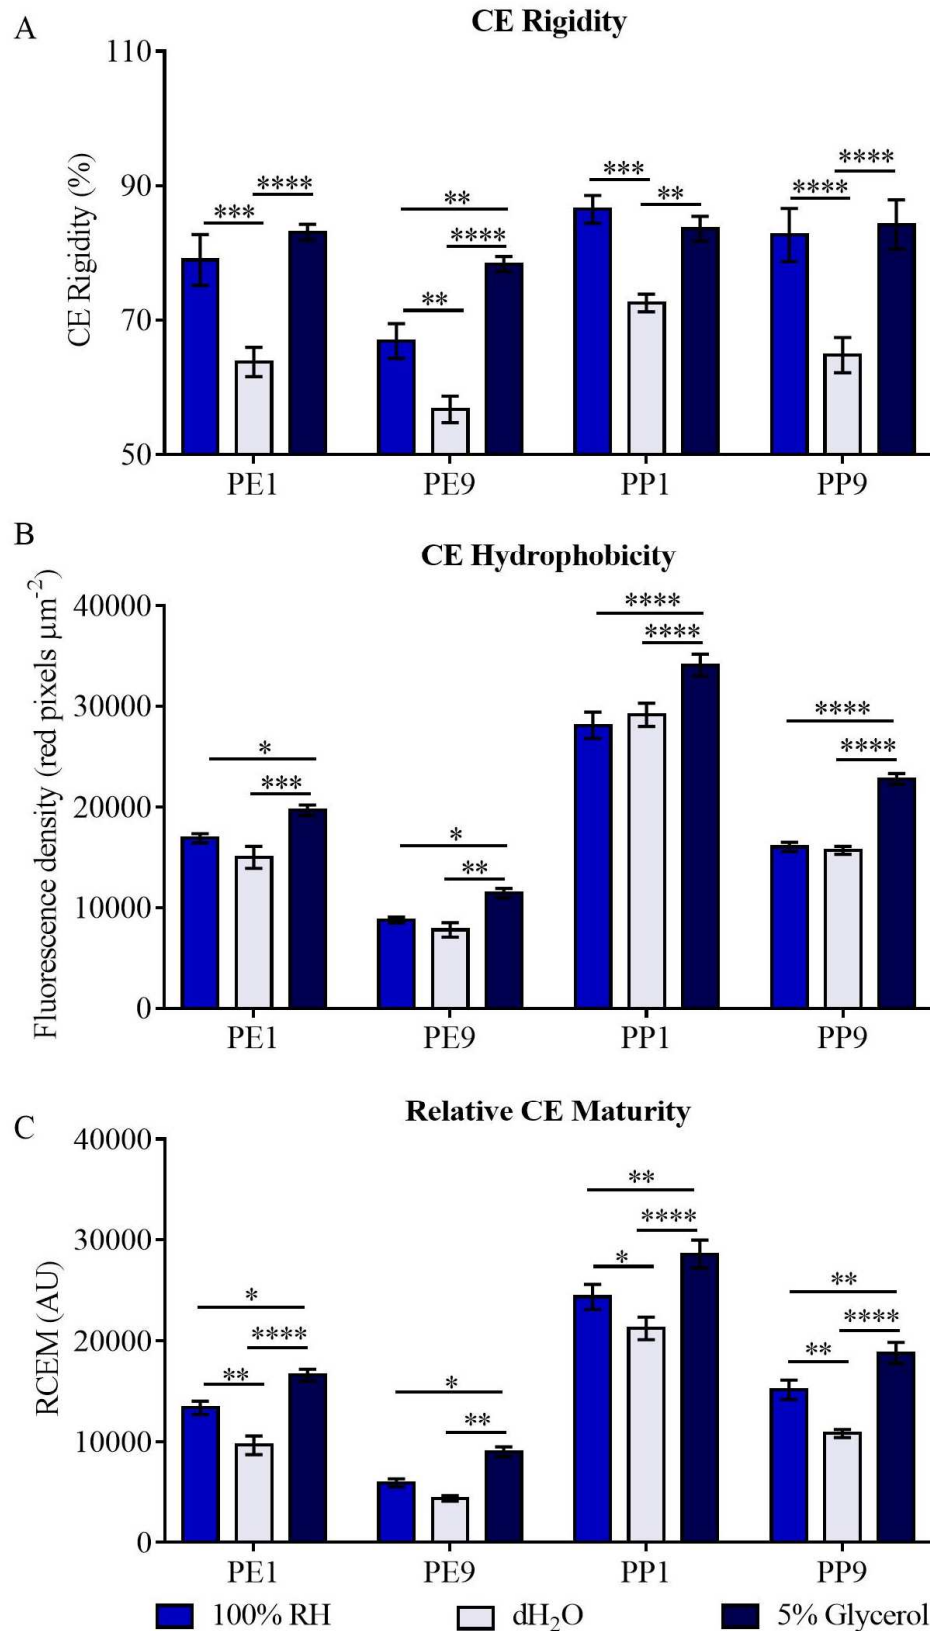 A
CE Rigidity
CE Rigidity (%)
110
90
70
50
*** **** ** **** ** *** ** **** ****
PE1 PE9 PP1 PP9
B
CE Hydrophobicity
Fluorescence density (red pixels µm-2)
40000
30000
20000
10000
0
* *** * ** **** **** **** ****
PE1 PE9 PP1 PP9
C
Relative CE Maturity
RCEM (AU)
40000
30000
20000
10000
0
* ** **** * ** ** * **** ** ** ****
PE1 PE9 PP1 PP9
100% RH dH2O 5% Glycerol